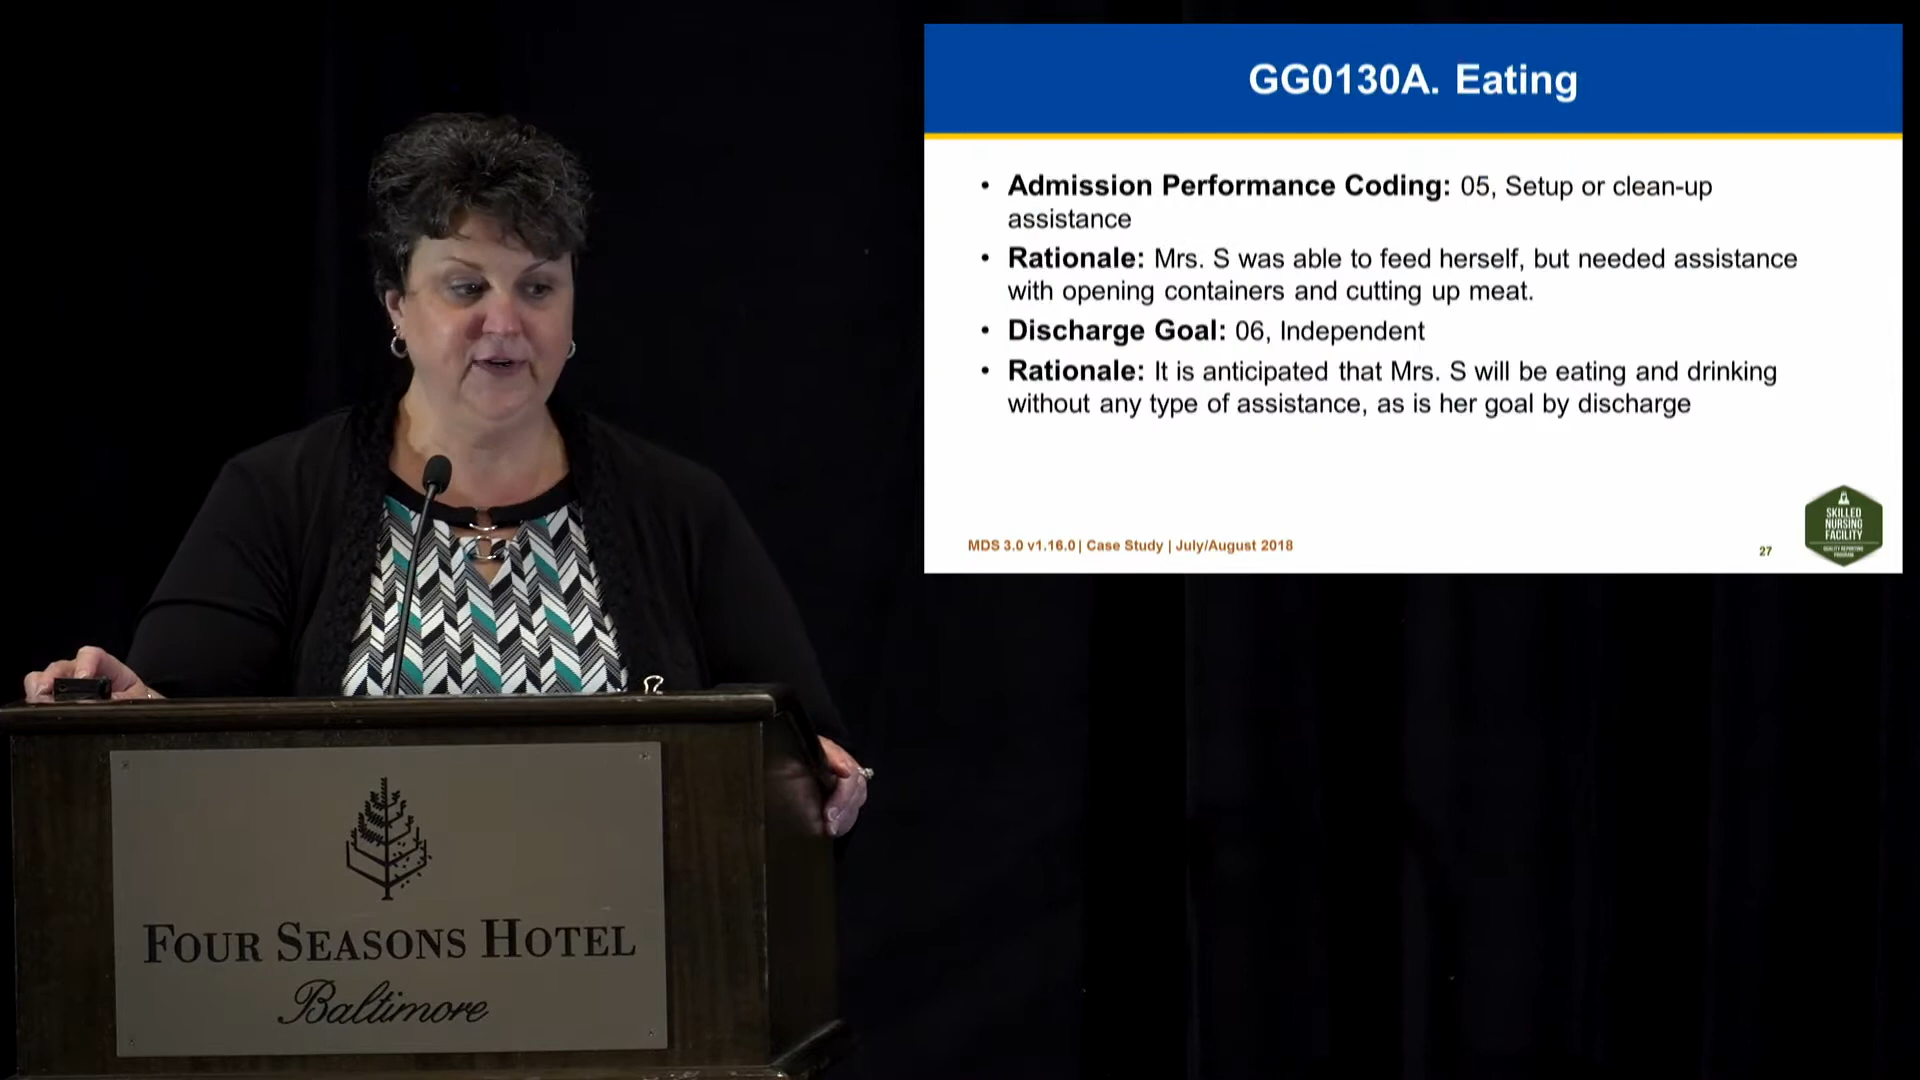 GG0130A. Eating
• Admission Performance Coding: 05, Setup or clean-up
assistance
• Rationale: Mrs. S was able to feed herself, but needed assistance
with opening containers and cutting up meat.
• Discharge Goal: 06, Independent
• Rationale: It is anticipated that Mrs. S will be eating and drinking
without any type of assistance, as is her goal by discharge
MDS 3.0 v1.16.0 | Case Study | July/August 2018
27
SKILLED
NURSING
FACILITY
QUALITY REPORTING
PROGRAM
FOUR SEASONS HOTEL
Baltimore